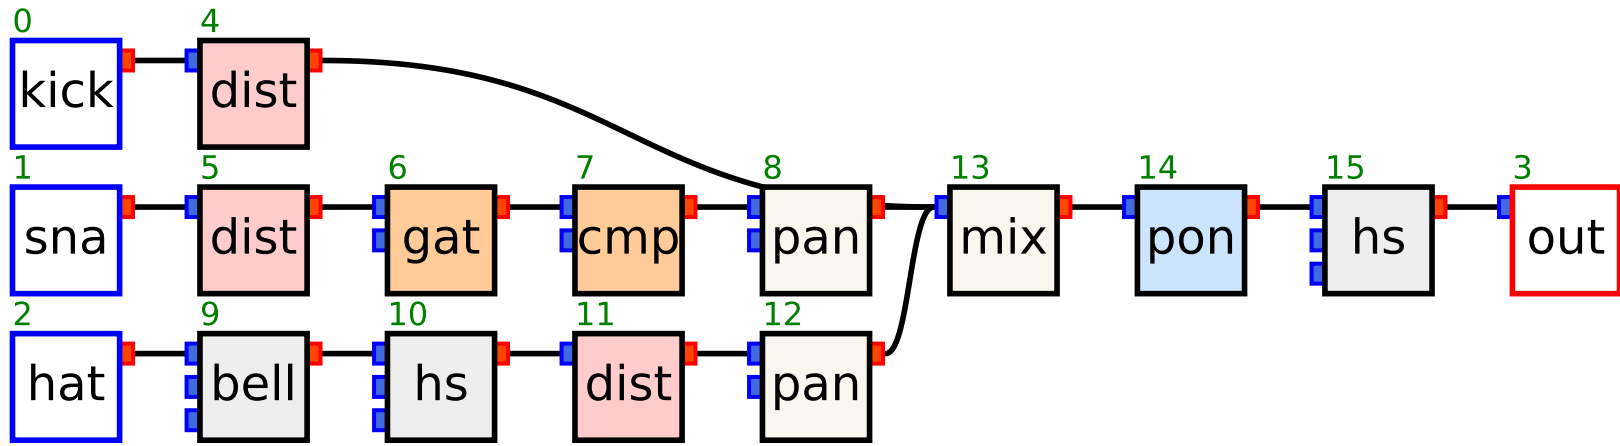 0 4
kick dist
1 5 6 7 8 13 14 15 3
sna dist gat cmp pan mix pon hs out
2 9 10 11 12
hat bell hs dist pan